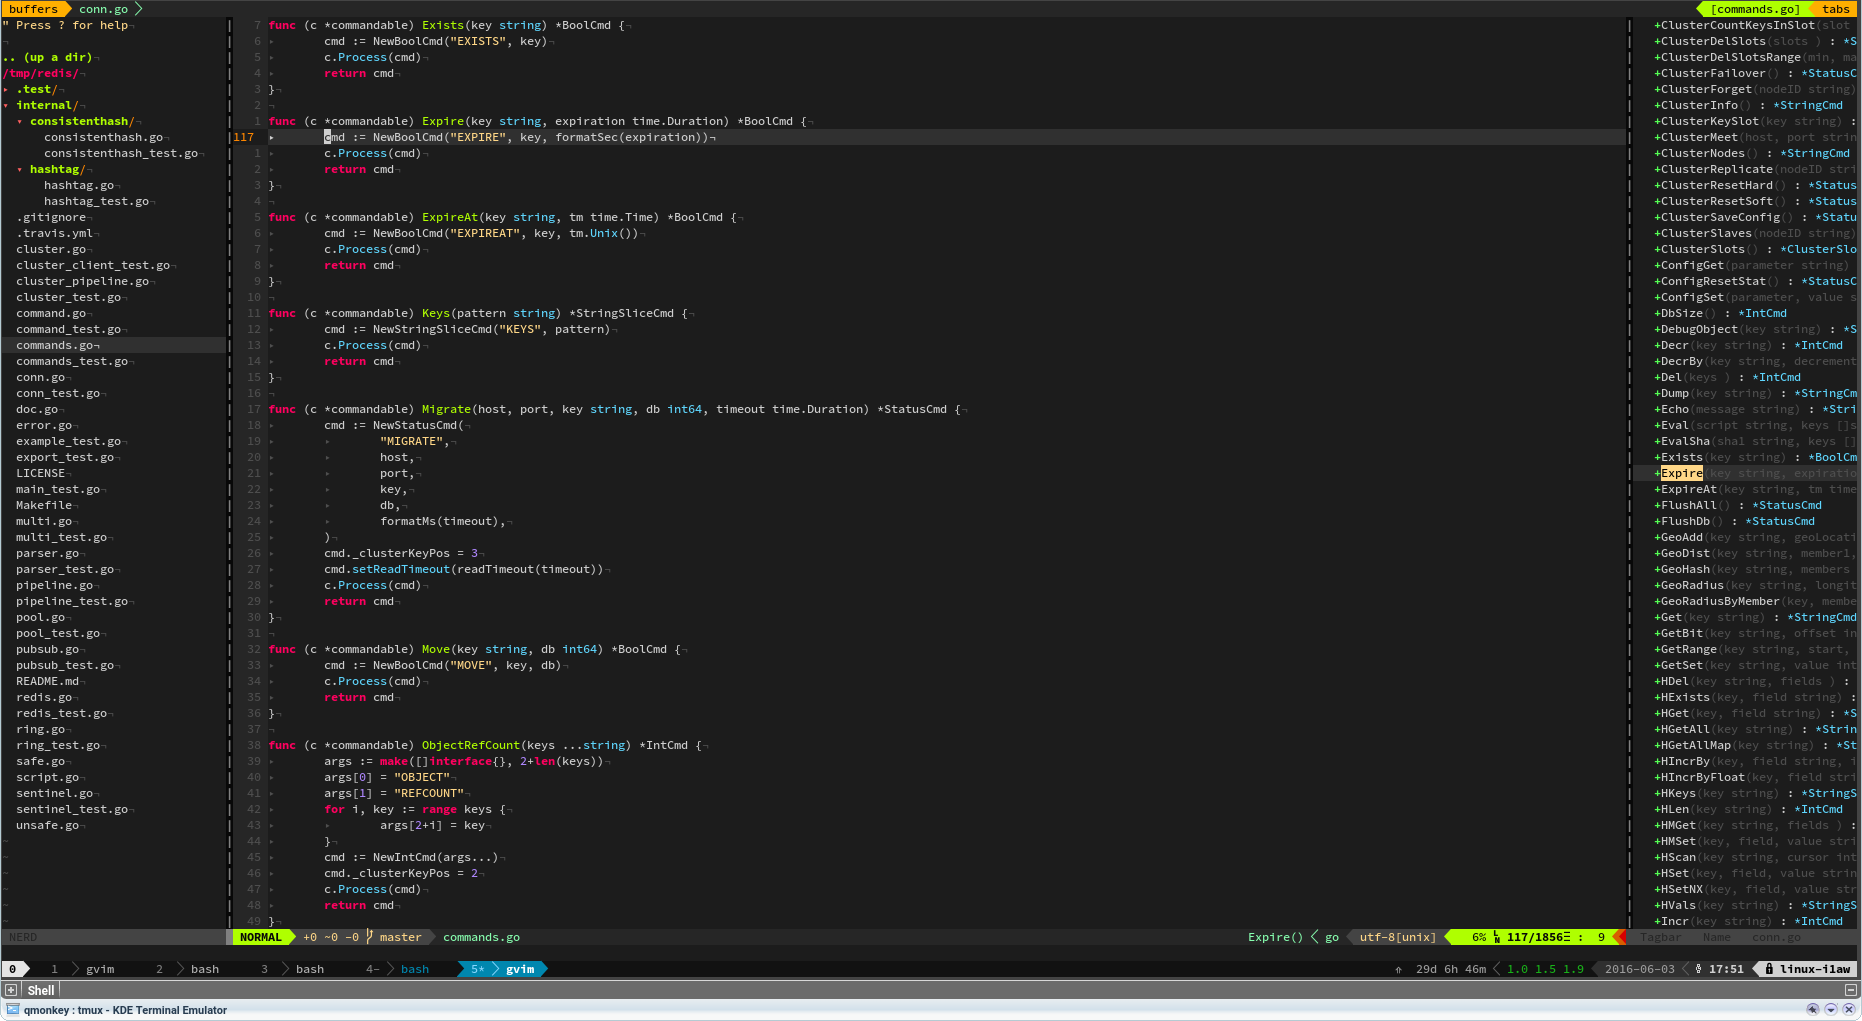 buffers conn.go
[commands.go] tabs
" Press ? for help
.. (up a dir)
/tmp/redis/
.test/
internal/
consistenthash/
consistenthash.go
consistenthash_test.go
hashtag/
hashtag.go
hashtag_test.go
.gitignore
.travis.yml
cluster.go
cluster_client_test.go
cluster_pipeline.go
cluster_test.go
command.go
command_test.go
commands.go
commands_test.go
conn.go
conn_test.go
doc.go
error.go
example_test.go
export_test.go
LICENSE
main_test.go
Makefile
multi.go
multi_test.go
parser.go
parser_test.go
pipeline.go
pipeline_test.go
pool.go
pool_test.go
pubsub.go
pubsub_test.go
README.md
redis.go
redis_test.go
ring.go
ring_test.go
safe.go
script.go
sentinel.go
sentinel_test.go
unsafe.go
7 func (c *commandable) Exists(key string) *BoolCmd {
6 cmd := NewBoolCmd("EXISTS", key)
5 c.Process(cmd)
4 return cmd
3 }
2
1 func (c *commandable) Expire(key string, expiration time.Duration) *BoolCmd {
117 cmd := NewBoolCmd("EXPIRE", key, formatSec(expiration))
1 c.Process(cmd)
2 return cmd
3 }
4
5 func (c *commandable) ExpireAt(key string, tm time.Time) *BoolCmd {
6 cmd := NewBoolCmd("EXPIREAT", key, tm.Unix())
7 c.Process(cmd)
8 return cmd
9 }
10
11 func (c *commandable) Keys(pattern string) *StringSliceCmd {
12 cmd := NewStringSliceCmd("KEYS", pattern)
13 c.Process(cmd)
14 return cmd
15 }
16
17 func (c *commandable) Migrate(host, port, key string, db int64, timeout time.Duration) *StatusCmd {
18 cmd := NewStatusCmd(
19 "MIGRATE",
20 host,
21 port,
22 key,
23 db,
24 formatMs(timeout),
25 )
26 cmd._clusterKeyPos = 3
27 cmd.setReadTimeout(readTimeout(timeout))
28 c.Process(cmd)
29 return cmd
30 }
31
32 func (c *commandable) Move(key string, db int64) *BoolCmd {
33 cmd := NewBoolCmd("MOVE", key, db)
34 c.Process(cmd)
35 return cmd
36 }
37
38 func (c *commandable) ObjectRefCount(keys ...string) *IntCmd {
39 args := make([]interface{}, 2+len(keys))
40 args[0] = "OBJECT"
41 args[1] = "REFCOUNT"
42 for i, key := range keys {
43 args[2+i] = key
44 }
45 cmd := NewIntCmd(args...)
46 cmd._clusterKeyPos = 2
47 c.Process(cmd)
48 return cmd
49 }
+ClusterCountKeysInSlot(slot
+ClusterDelSlots(slots ) : *S
+ClusterDelSlotsRange(min, ma
+ClusterFailover() : *StatusC
+ClusterForget(nodeID string)
+ClusterInfo() : *StringCmd
+ClusterKeySlot(key string) :
+ClusterMeet(host, port strin
+ClusterNodes() : *StringCmd
+ClusterReplicate(nodeID stri
+ClusterResetHard() : *Status
+ClusterResetSoft() : *Status
+ClusterSaveConfig() : *Statu
+ClusterSlaves(nodeID string)
+ClusterSlots() : *ClusterSlo
+ConfigGet(parameter string)
+ConfigResetStat() : *StatusC
+ConfigSet(parameter, value s
+DbSize() : *IntCmd
+DebugObject(key string) : *S
+Decr(key string) : *IntCmd
+DecrBy(key string, decrement
+Del(keys ) : *IntCmd
+Dump(key string) : *StringCm
+Echo(message string) : *Stri
+Eval(script string, keys []s
+EvalSha(sha1 string, keys []
+Exists(key string) : *BoolCm
+Expire(key string, expiratio
+ExpireAt(key string, tm time
+FlushAll() : *StatusCmd
+FlushDb() : *StatusCmd
+GeoAdd(key string, geoLocati
+GeoDist(key string, member1,
+GeoHash(key string, members
+GeoRadius(key string, longit
+GeoRadiusByMember(key, membe
+Get(key string) : *StringCmd
+GetBit(key string, offset in
+GetRange(key string, start,
+GetSet(key string, value int
+HDel(key string, fields ) :
+HExists(key, field string) :
+HGet(key, field string) : *S
+HGetAll(key string) : *Strin
+HGetAllMap(key string) : *St
+HIncrBy(key, field string, i
+HIncrByFloat(key, field stri
+HKeys(key string) : *StringS
+HLen(key string) : *IntCmd
+HMGet(key string, fields ) :
+HMSet(key, field, value stri
+HScan(key string, cursor int
+HSet(key, field, value strin
+HSetNX(key, field, value str
+HVals(key string) : *StringS
+Incr(key string) : *IntCmd
NERD NORMAL +0 ~0 -0 master commands.go Expire() go utf-8[unix] 6% 117/1856 : 9 Tagbar Name conn.go
0 1 gvim 2 bash 3 bash 4- bash 5* gvim 29d 6h 46m 1.0 1.5 1.9 2016-06-03 17:51 linux-i1aw
Shell
qmonkey : tmux - KDE Terminal Emulator